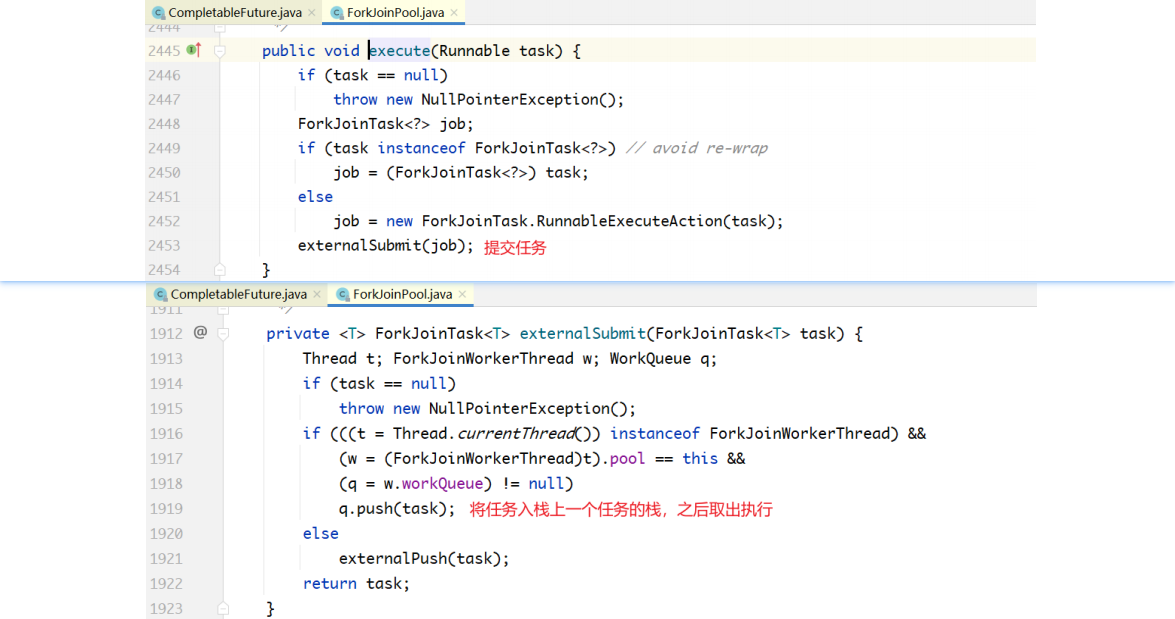 CompletableFuture.java × ForkJoinPool.java ×
2444 */
2445 public void execute(Runnable task) {
2446 if (task == null)
2447 throw new NullPointerException();
2448 ForkJoinTask<?> job;
2449 if (task instanceof ForkJoinTask<?>) // avoid re-wrap
2450 job = (ForkJoinTask<?>) task;
2451 else
2452 job = new ForkJoinTask.RunnableExecuteAction(task);
2453 externalSubmit(job); 提交任务
2454 }
CompletableFuture.java × ForkJoinPool.java ×
1911 */
1912 @ private <T> ForkJoinTask<T> externalSubmit(ForkJoinTask<T> task) {
1913 Thread t; ForkJoinWorkerThread w; WorkQueue q;
1914 if (task == null)
1915 throw new NullPointerException();
1916 if (((t = Thread.currentThread()) instanceof ForkJoinWorkerThread) &&
1917 (w = (ForkJoinWorkerThread)t).pool == this &&
1918 (q = w.workQueue) != null)
1919 q.push(task); 将任务入栈上一个任务的栈，之后取出执行
1920 else
1921 externalPush(task);
1922 return task;
1923 }